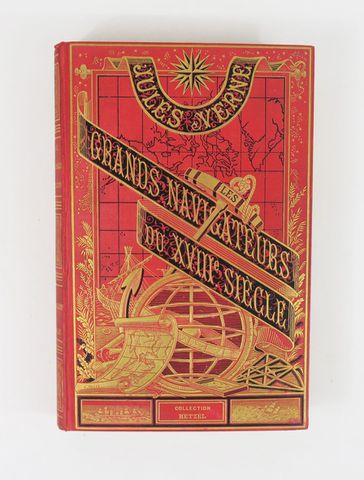 JULES VERNE
LES
GRANDS NAVIGATEURS
DU XVIIIE SIÈCLE
COLLECTION
HETZEL